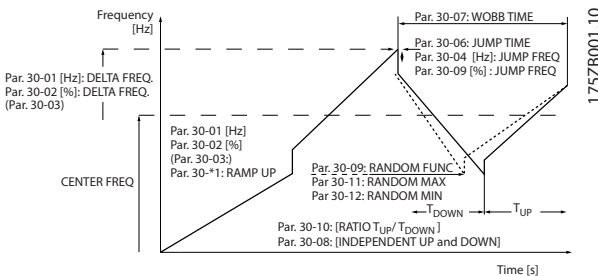 Frequency
[Hz]
Par. 30-07: WOBB TIME
Par. 30-06: JUMP TIME
Par. 30-04 [Hz]: JUMP FREQ
Par. 30-09 [%] : JUMP FREQ
175ZB001.10
Par. 30-01 [Hz]: DELTA FREQ.
Par. 30-02 [%]: DELTA FREQ.
(Par. 30-03)
Par. 30-01 [Hz]
Par. 30-02 [%]
(Par. 30-03:)
Par. 30-*1: RAMP UP
CENTER FREQ
Par. 30-09: RANDOM FUNC
Par 30-11: RANDOM MAX
Par 30-12: RANDOM MIN
TDOWN
TUP
Par. 30-10: [RATIO TUP/ TDOWN ]
Par. 30-08: [INDEPENDENT UP and DOWN]
Time [s]